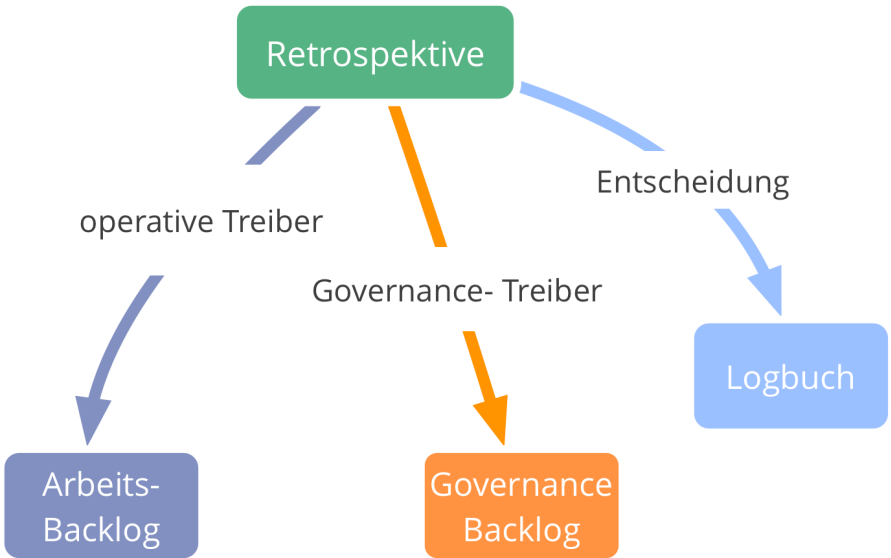 Retrospektive
Entscheidung
operative Treiber
Governance- Treiber
Logbuch
Arbeits-
Backlog
Governance
Backlog